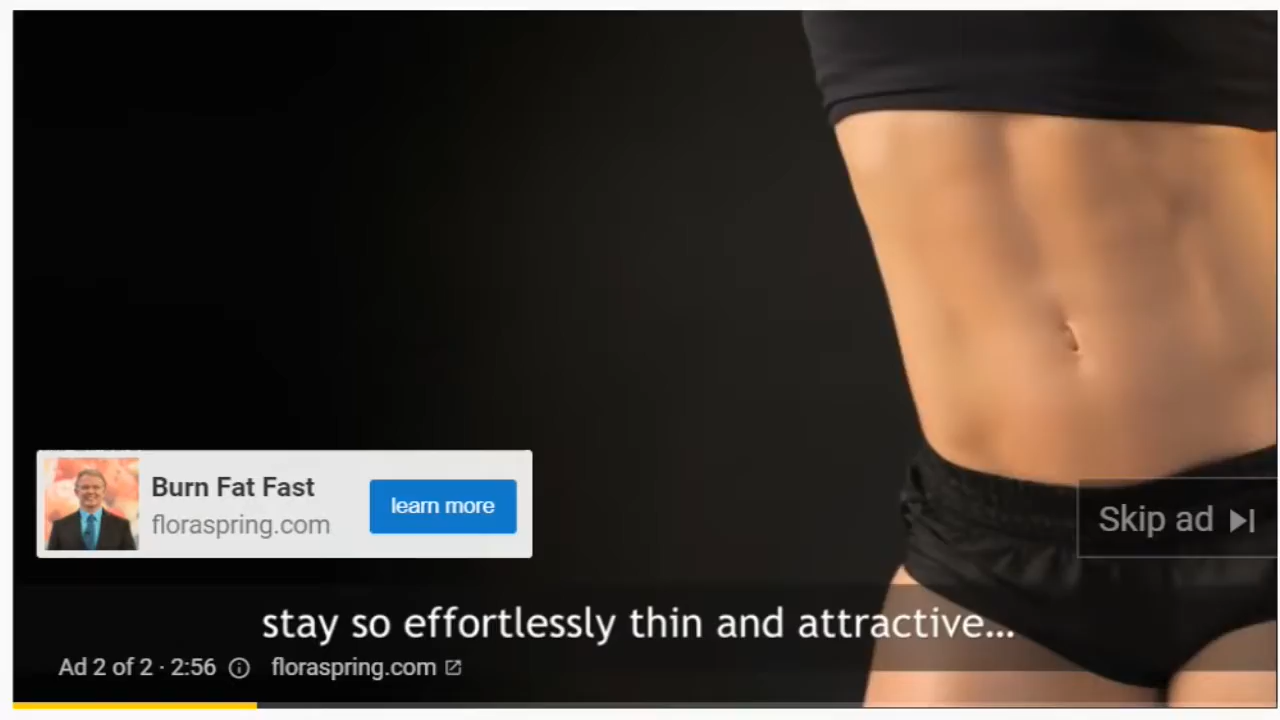 Burn Fat Fast
floraspring.com
learn more
Skip ad
stay so effortlessly thin and attractive...
Ad 2 of 2 · 2:56 floraspring.com